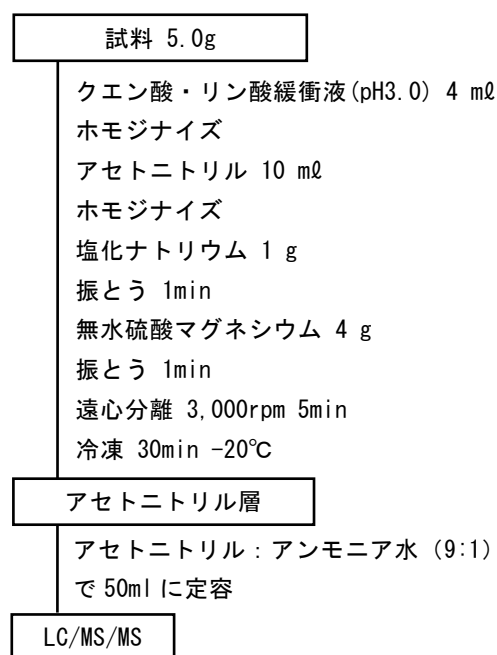 試料 5.0g
クエン酸・リン酸緩衝液(pH3.0) 4 mℓ
ホモジナイズ
アセトニトリル 10 mℓ
ホモジナイズ
塩化ナトリウム 1 g
振とう 1min
無水硫酸マグネシウム 4 g
振とう 1min
遠心分離 3,000rpm 5min
冷凍 30min -20℃
アセトニトリル層
アセトニトリル:アンモニア水 (9:1)
で 50ml に定容
LC/MS/MS